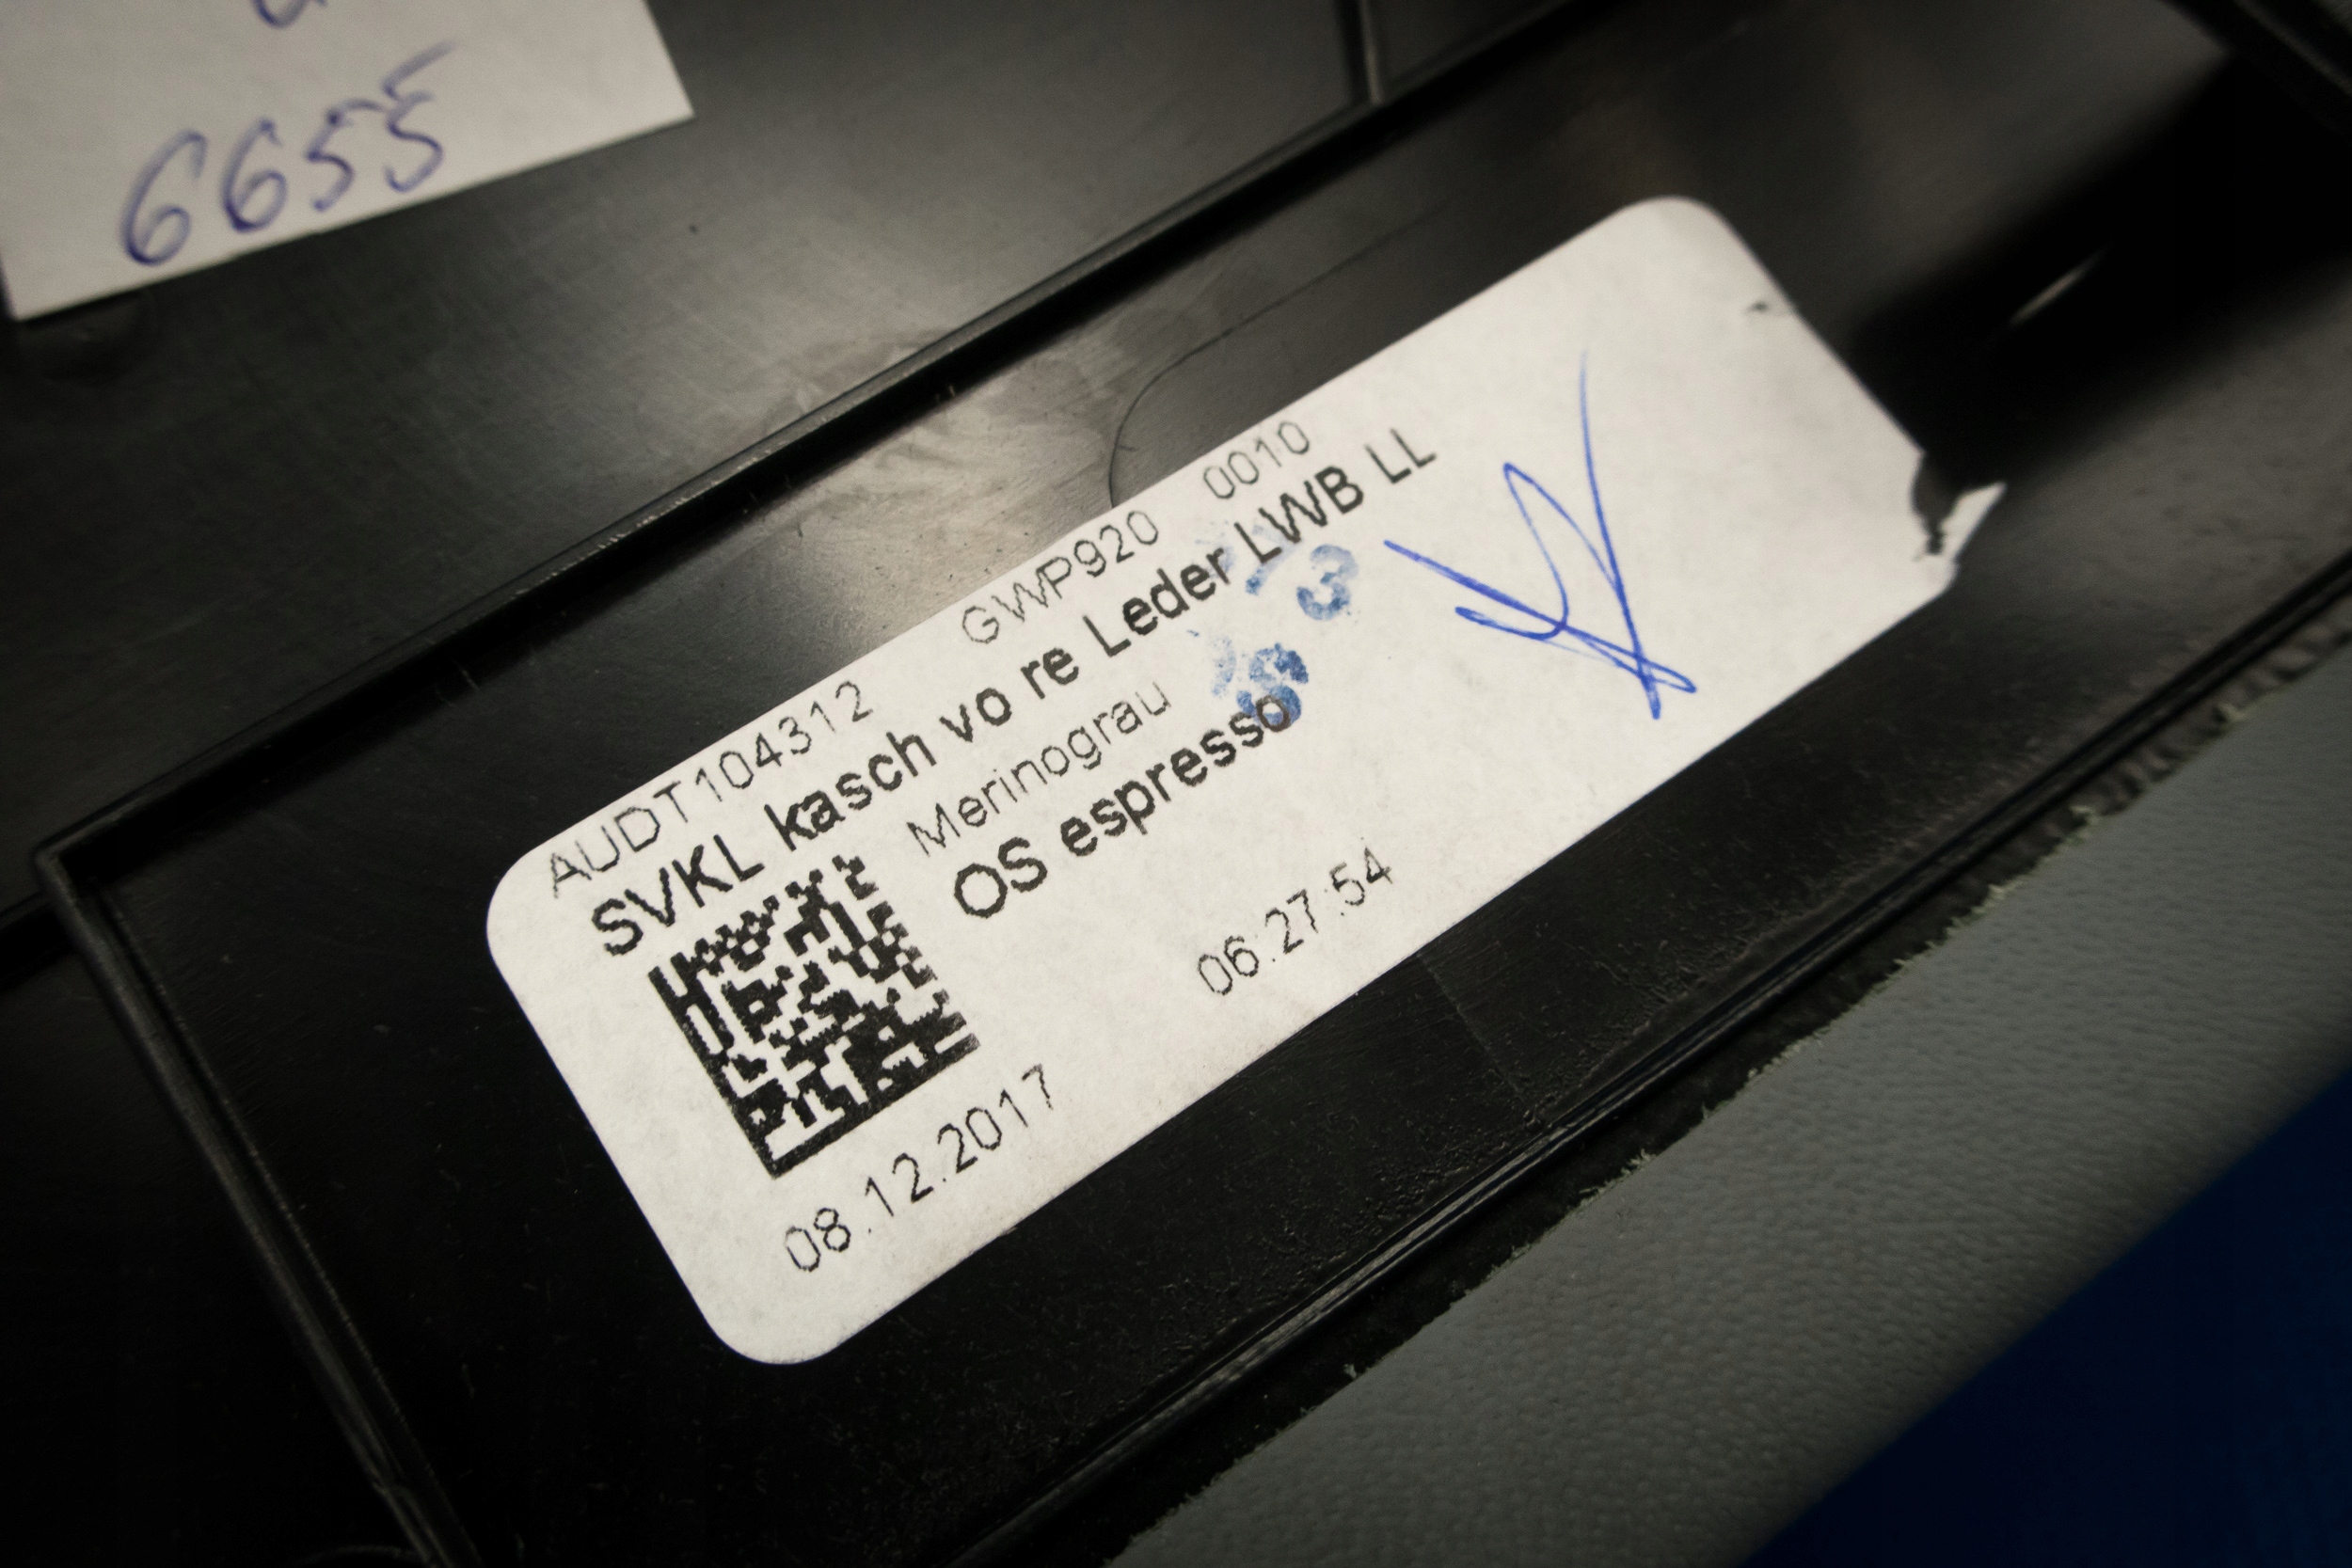 6655
AUDT104312 GWP920 0010
SVKL kasch vo re Leder LWB LL
Merinograu
OS espresso
08.12.2017 06:27:54